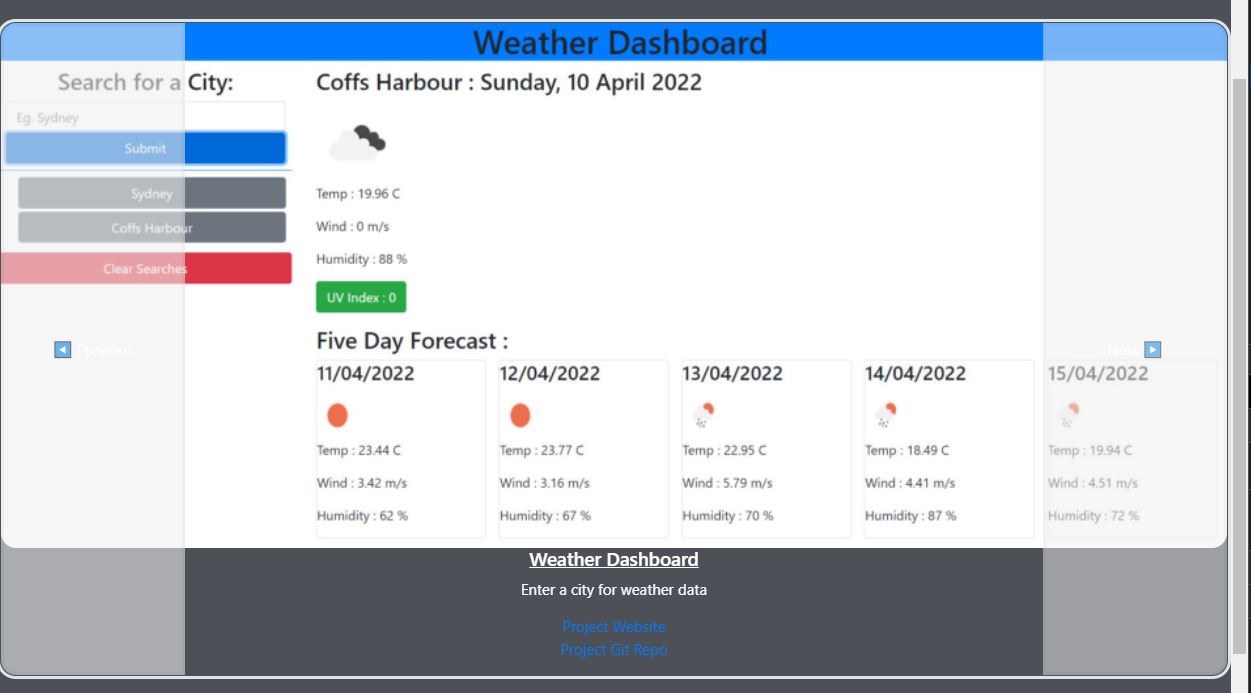 Weather Dashboard
Search for a City:
Eg. Sydney
Submit
Sydney
Coffs Harbour
Clear Searches
Coffs Harbour : Sunday, 10 April 2022
Temp : 19.96 C
Wind : 0 m/s
Humidity : 88 %
UV Index : 0
Previous
Next
Five Day Forecast :
11/04/2022
Temp : 23.44 C
Wind : 3.42 m/s
Humidity : 62 %
12/04/2022
Temp : 23.77 C
Wind : 3.16 m/s
Humidity : 67 %
13/04/2022
Temp : 22.95 C
Wind : 5.79 m/s
Humidity : 70 %
14/04/2022
Temp : 18.49 C
Wind : 4.41 m/s
Humidity : 87 %
15/04/2022
Temp : 19.94 C
Wind : 4.51 m/s
Humidity : 72 %
Weather Dashboard
Enter a city for weather data
Project Website
Project Git Repo